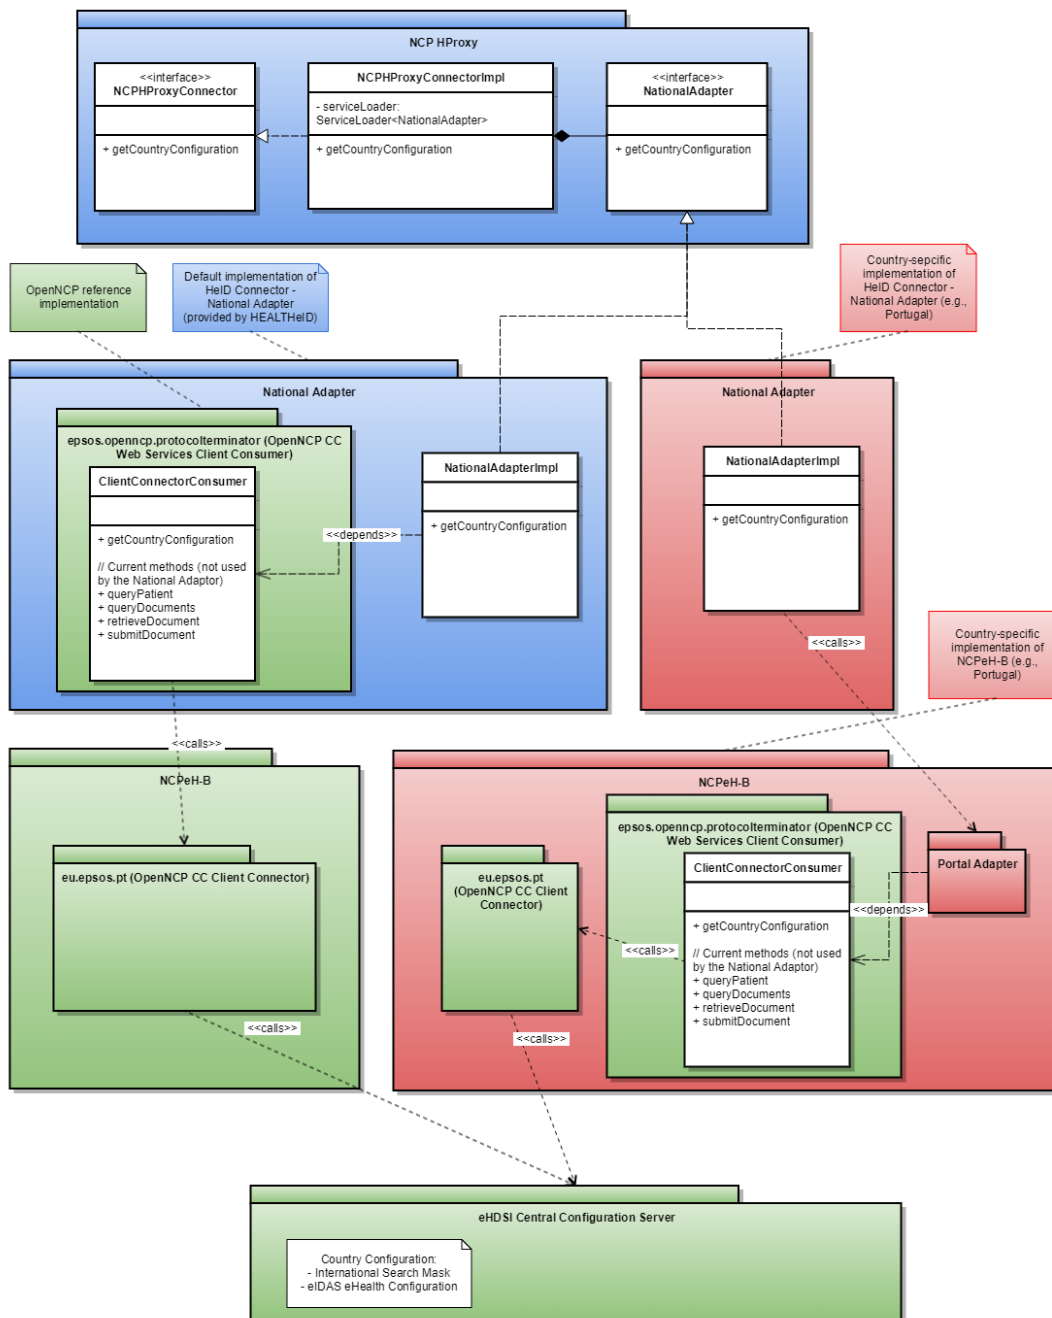 NCP HProxy
<<interface>>
NCPHProxyConnector
+ getCountryConfiguration
NCPHProxyConnectorImpl
- serviceLoader:
ServiceLoader<NationalAdapter>
+ getCountryConfiguration
<<interface>>
NationalAdapter
+ getCountryConfiguration
OpenNCP reference
implementation
Default implementation of
HeID Connector -
National Adapter
(provided by HEALTHeID)
Country-sepcific
implementation of
HeID Connector -
National Adapter (e.g.,
Portugal)
National Adapter
epsos.openncp.protocolterminator (OpenNCP CC
Web Services Client Consumer)
ClientConnectorConsumer
+ getCountryConfiguration
// Current methods (not used
by the National Adaptor)
+ queryPatient
+ queryDocuments
+ retrieveDocument
+ submitDocument
<<depends>>
NationalAdapterImpl
+ getCountryConfiguration
National Adapter
NationalAdapterImpl
+ getCountryConfiguration
<<calls>>
Country-specific
implementation of
NCPeH-B (e.g.,
Portugal)
<<calls>>
NCPeH-B
eu.epsos.pt (OpenNCP CC Client Connector)
<<calls>>
NCPeH-B
eu.epsos.pt
(OpenNCP CC Client
Connector)
<<calls>>
<<calls>>
epsos.openncp.protocolterminator (OpenNCP CC
Web Services Client Consumer)
ClientConnectorConsumer
+ getCountryConfiguration
// Current methods (not used
by the National Adaptor)
+ queryPatient
+ queryDocuments
+ retrieveDocument
+ submitDocument
<<depends>>
Portal Adapter
eHDSI Central Configuration Server
Country Configuration:
- International Search Mask
- eIDAS eHealth Configuration